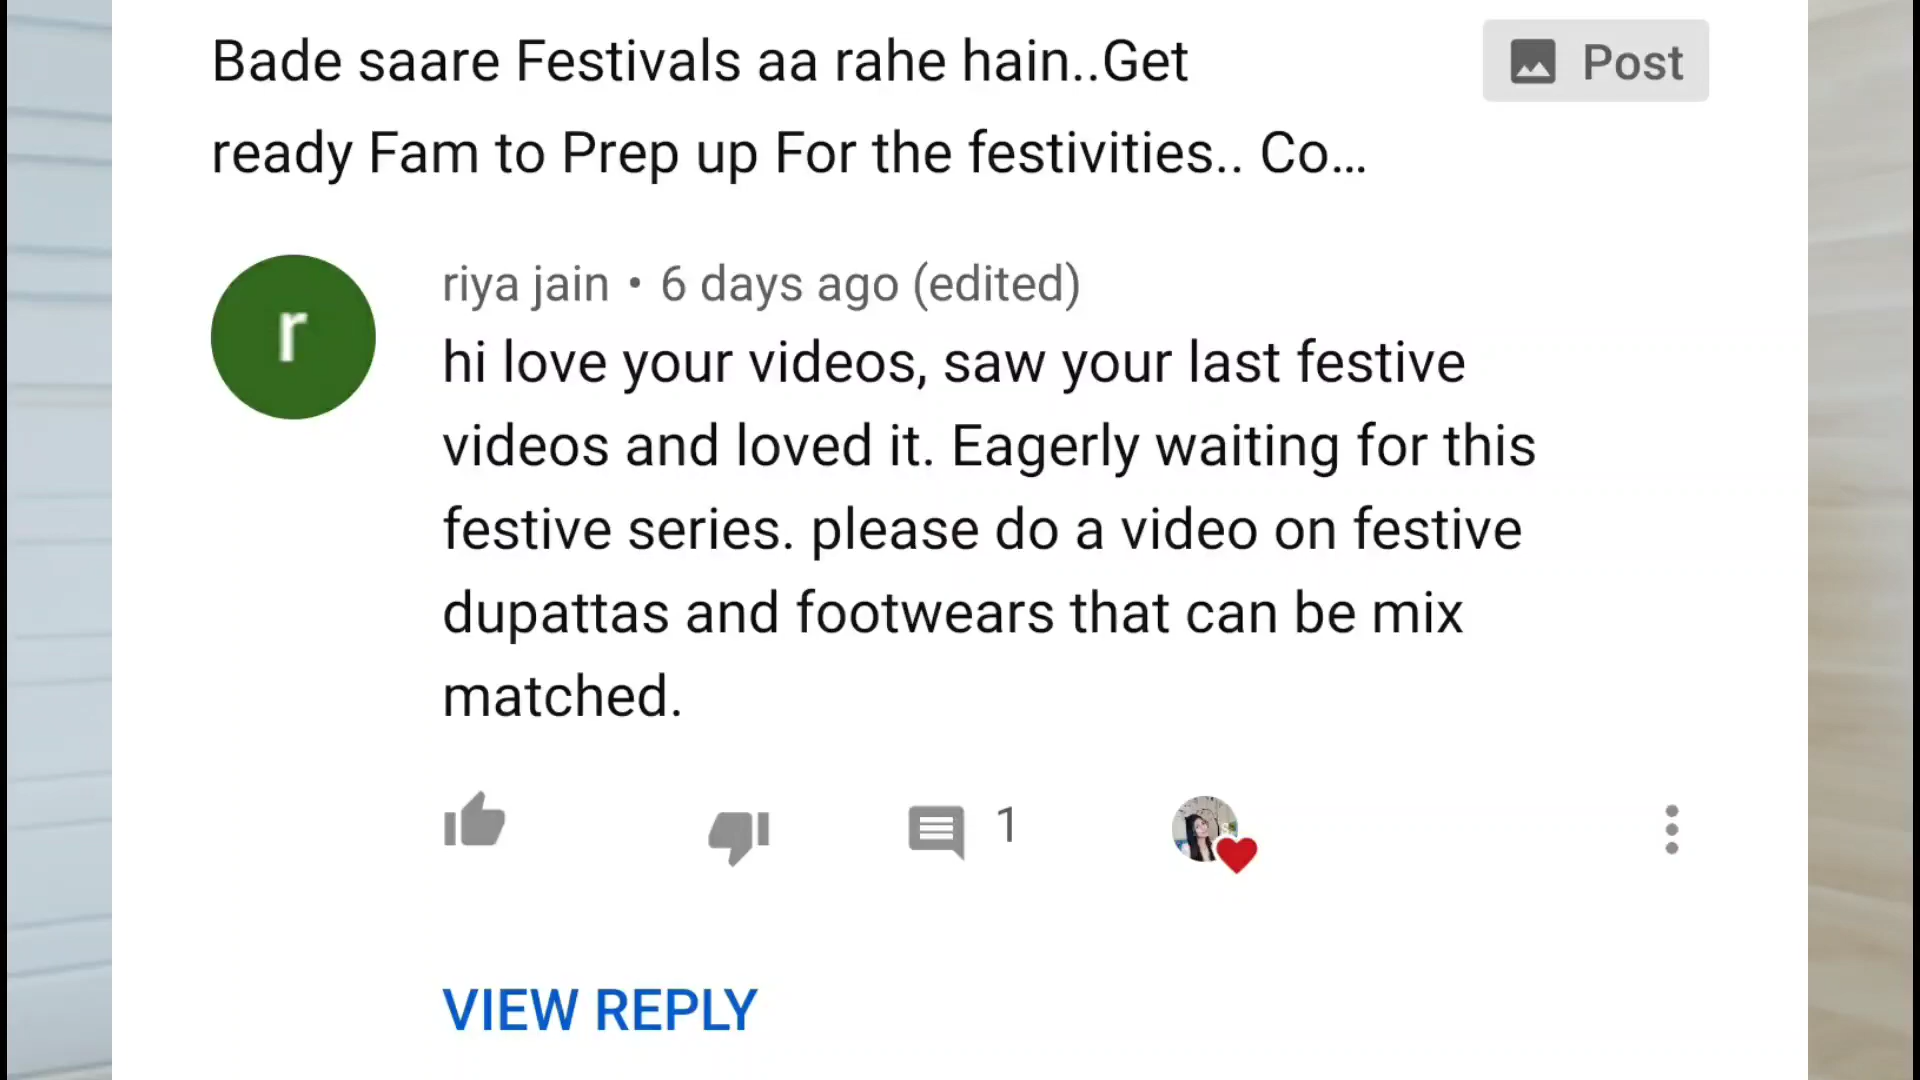 Bade saare Festivals aa rahe hain..Get
ready Fam to Prep up For the festivities.. Co...
Post
r
riya jain • 6 days ago (edited)
hi love your videos, saw your last festive
videos and loved it. Eagerly waiting for this
festive series. please do a video on festive
dupattas and footwears that can be mix
matched.
1
VIEW REPLY